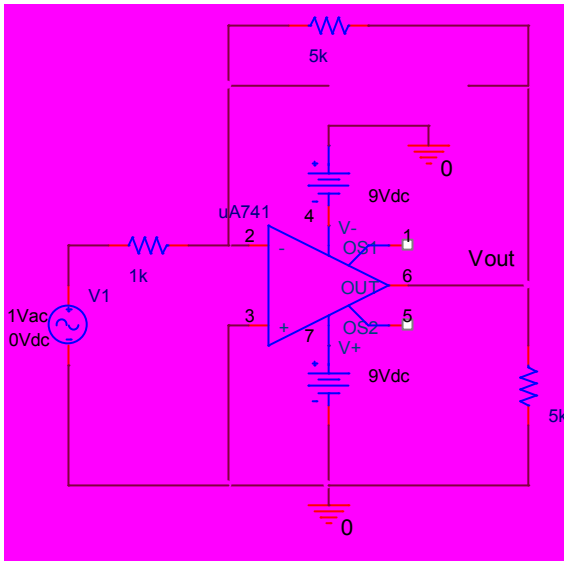 5k
0
9Vdc
uA741
4
V-
2
OS1
1
-
1k
V1
Vout
6
OUT
1Vac
0Vdc
3
+
5
OS2
7
V+
9Vdc
5k
0